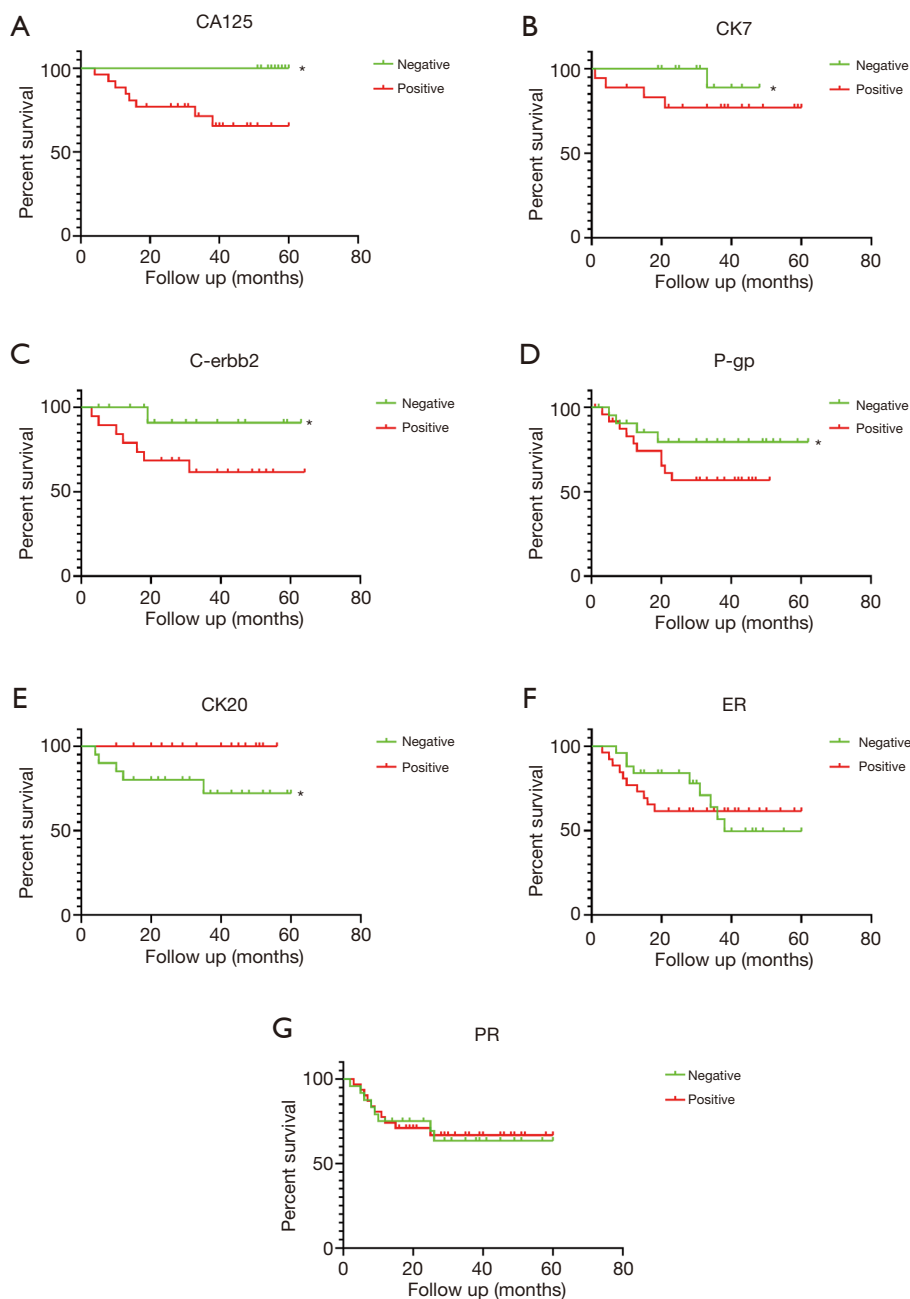 A
CA125
Percent survival
100
50
0
0 20 40 60 80
Follow up (months)
*
Negative
Positive
B
CK7
Percent survival
100
50
0
0 20 40 60 80
Follow up (months)
*
Negative
Positive
C
C-erbb2
Percent survival
100
50
0
0 20 40 60 80
Follow up (months)
*
Negative
Positive
D
P-gp
Percent survival
100
50
0
0 20 40 60 80
Follow up (months)
*
Negative
Positive
E
CK20
Percent survival
100
50
0
0 20 40 60 80
Follow up (months)
*
Negative
Positive
F
ER
Percent survival
100
50
0
0 20 40 60 80
Follow up (months)
Negative
Positive
G
PR
Percent survival
100
50
0
0 20 40 60 80
Follow up (months)
Negative
Positive